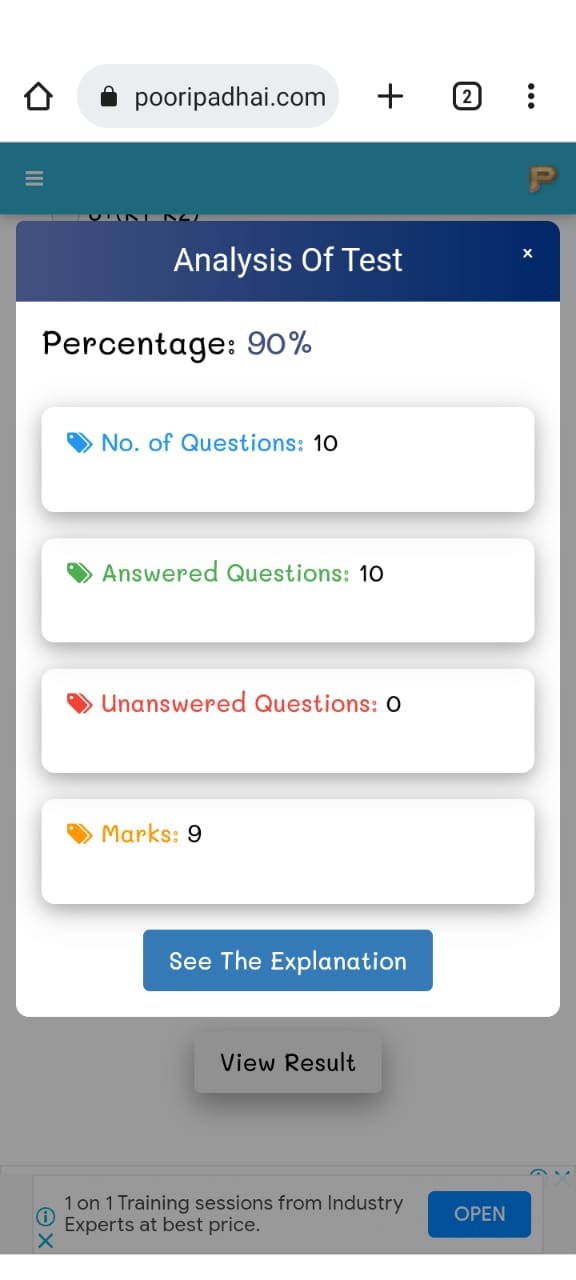 pooripadhai.com
2
Analysis Of Test
x
Percentage: 90%
No. of Questions: 10
Answered Questions: 10
Unanswered Questions: 0
Marks: 9
See The Explanation
View Result
1 on 1 Training sessions from Industry
Experts at best price.
OPEN